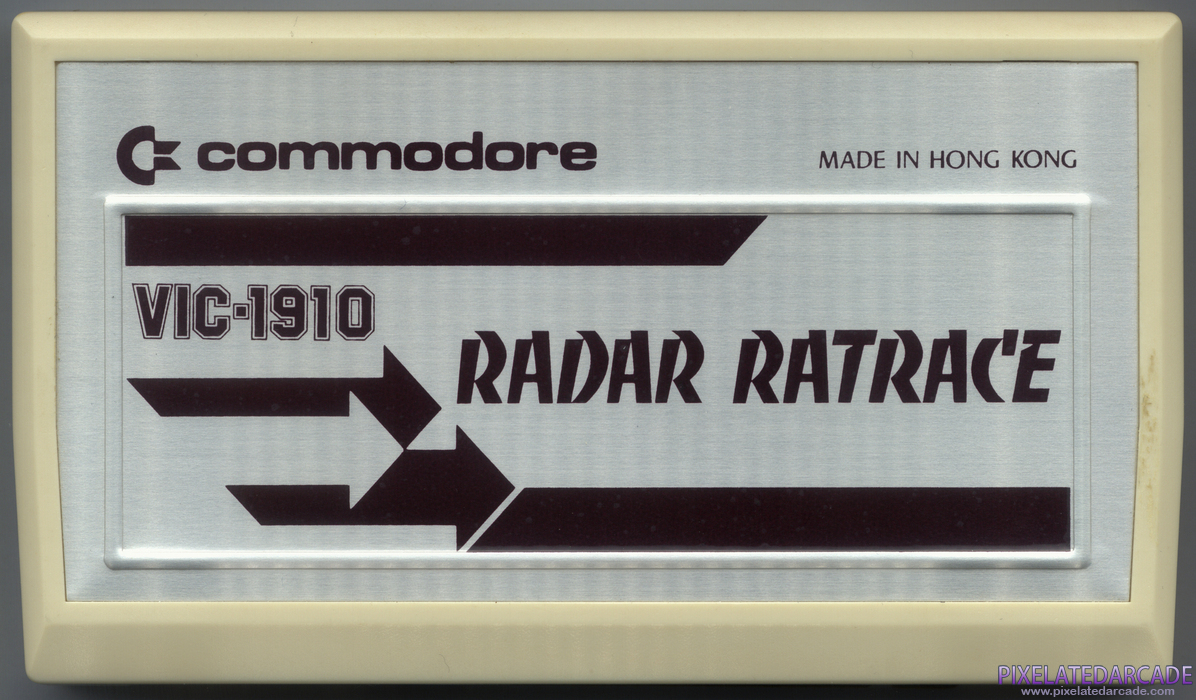 commodore
MADE IN HONG KONG
VIC-1910
RADAR RATRACE
PIXELATEDARCADE
www.pixelatedarcade.com